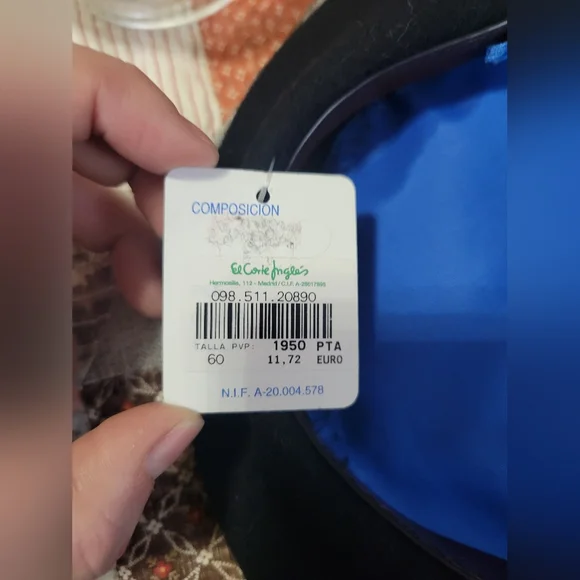 COMPOSICION
El Corte Inglés
Hermosilla, 112 - Madrid / C.I.F. A-28017895
098.511.20890
TALLA PVP: 1950 PTA
60 11,72 EURO
N.I.F. A-20.004.578